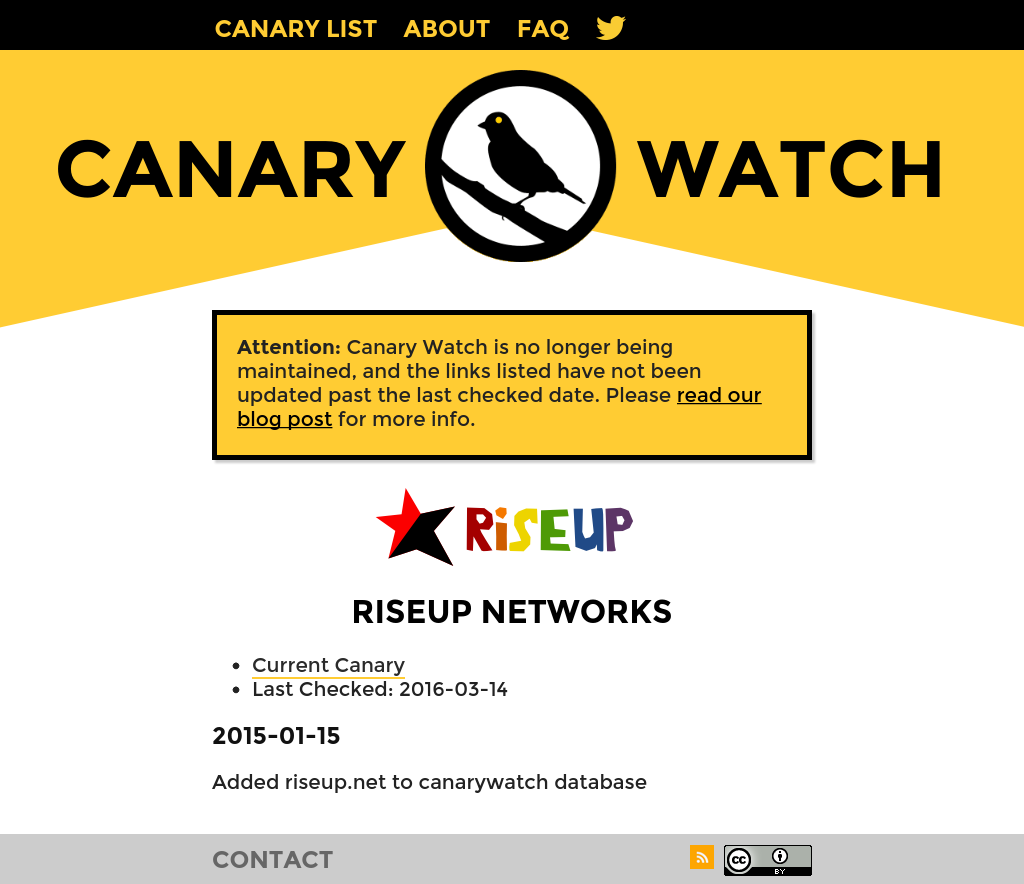 CANARY LIST ABOUT FAQ
CANARY WATCH
Attention: Canary Watch is no longer being
maintained, and the links listed have not been
updated past the last checked date. Please read our
blog post for more info.
RiSEUP
RISEUP NETWORKS
• Current Canary
• Last Checked: 2016-03-14
2015-01-15
Added riseup.net to canarywatch database
CONTACT
cc BY